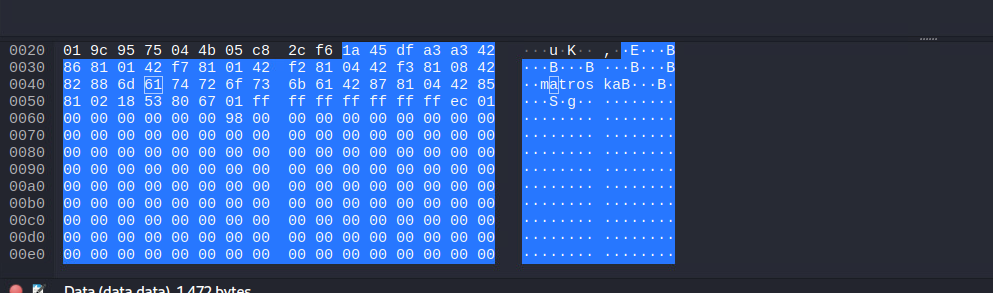 0020 01 9c 95 75 04 4b 05 c8 2c f6 1a 45 df a3 a3 42 ···u·K·· ,··E···B
0030 86 81 01 42 f7 81 01 42 f2 81 04 42 f3 81 08 42 ···B···B ···B···B
0040 82 88 6d 61 74 72 6f 73 6b 61 42 87 81 04 42 85 ··matros kaB···B·
0050 81 02 18 53 80 67 01 ff ff ff ff ff ff ff ec 01 ···S·g·· ········
0060 00 00 00 00 00 00 98 00 00 00 00 00 00 00 00 00 ········ ········
0070 00 00 00 00 00 00 00 00 00 00 00 00 00 00 00 00 ········ ········
0080 00 00 00 00 00 00 00 00 00 00 00 00 00 00 00 00 ········ ········
0090 00 00 00 00 00 00 00 00 00 00 00 00 00 00 00 00 ········ ········
00a0 00 00 00 00 00 00 00 00 00 00 00 00 00 00 00 00 ········ ········
00b0 00 00 00 00 00 00 00 00 00 00 00 00 00 00 00 00 ········ ········
00c0 00 00 00 00 00 00 00 00 00 00 00 00 00 00 00 00 ········ ········
00d0 00 00 00 00 00 00 00 00 00 00 00 00 00 00 00 00 ········ ········
00e0 00 00 00 00 00 00 00 00 00 00 00 00 00 00 00 00 ········ ········
Data (data.data), 1,472 bytes